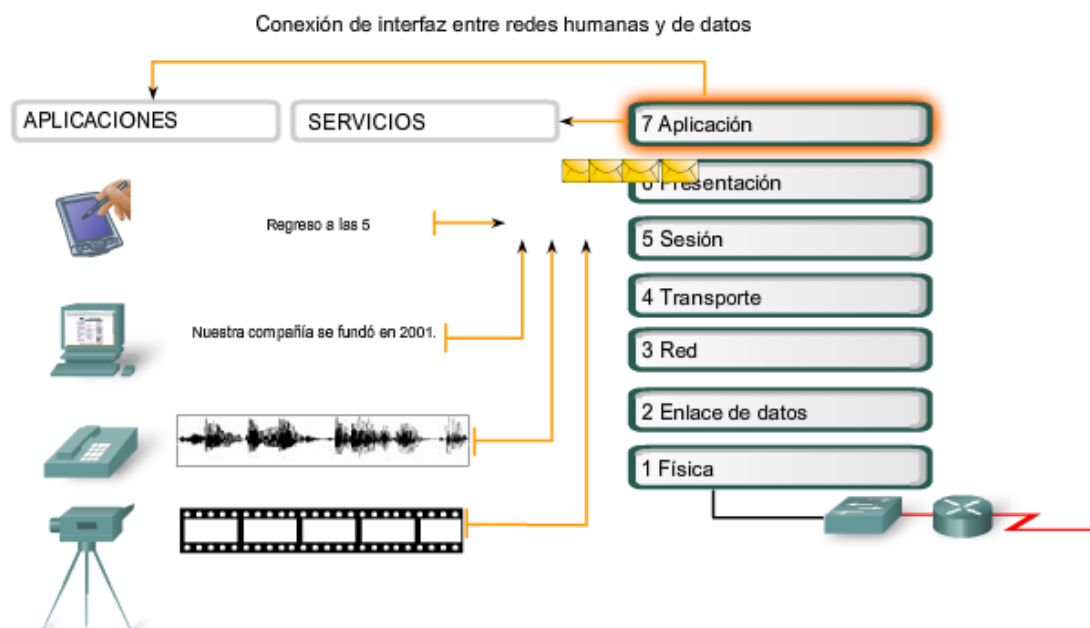 Conexión de interfaz entre redes humanas y de datos
APLICACIONES
SERVICIOS
7 Aplicación
6 Presentación
Regreso a las 5
5 Sesión
4 Transporte
Nuestra compañía se fundó en 2001.
3 Red
2 Enlace de datos
1 Física